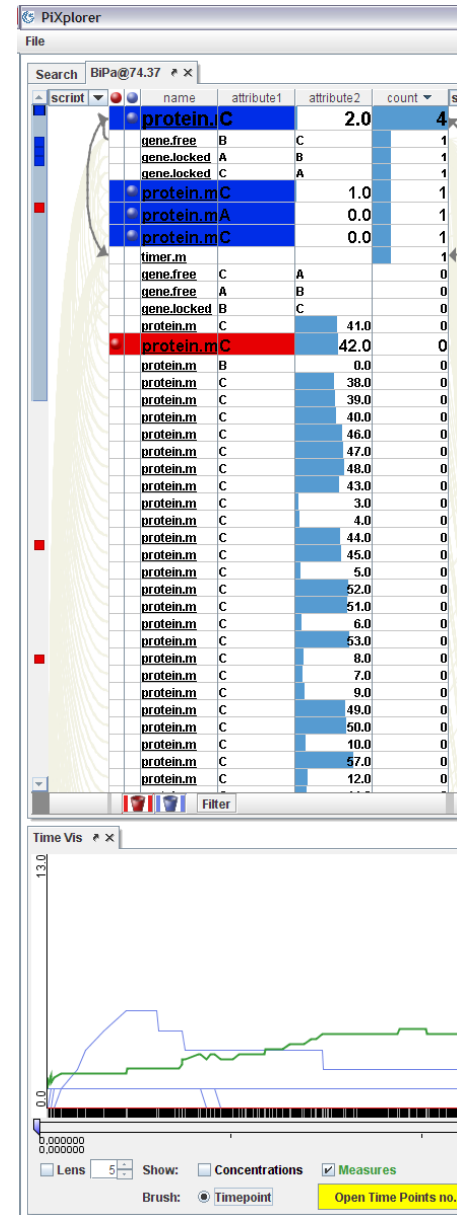 PiXplorer
File
Search BiPa@74.37
script name attribute1 attribute2 count s
protein. C 2.0 4
gene.free B C 1
gene.locked A B 1
gene.locked C A 1
protein.m C 1.0 1
protein.m A 0.0 1
protein.m C 0.0 1
timer.m 1
gene.free C A 0
gene.free A B 0
gene.locked B C 0
protein.m C 41.0 0
protein.m C 42.0 0
protein.m B 0.0 0
protein.m C 38.0 0
protein.m C 39.0 0
protein.m C 40.0 0
protein.m C 46.0 0
protein.m C 47.0 0
protein.m C 48.0 0
protein.m C 43.0 0
protein.m C 3.0 0
protein.m C 4.0 0
protein.m C 44.0 0
protein.m C 45.0 0
protein.m C 5.0 0
protein.m C 52.0 0
protein.m C 51.0 0
protein.m C 6.0 0
protein.m C 53.0 0
protein.m C 8.0 0
protein.m C 7.0 0
protein.m C 9.0 0
protein.m C 49.0 0
protein.m C 50.0 0
protein.m C 10.0 0
protein.m C 57.0 0
protein.m C 12.0 0
Filter
Time Vis
13.0
0.0
0,000000
0,000000
Lens 5 Show: Concentrations Measures
Brush: Timepoint Open Time Points no.